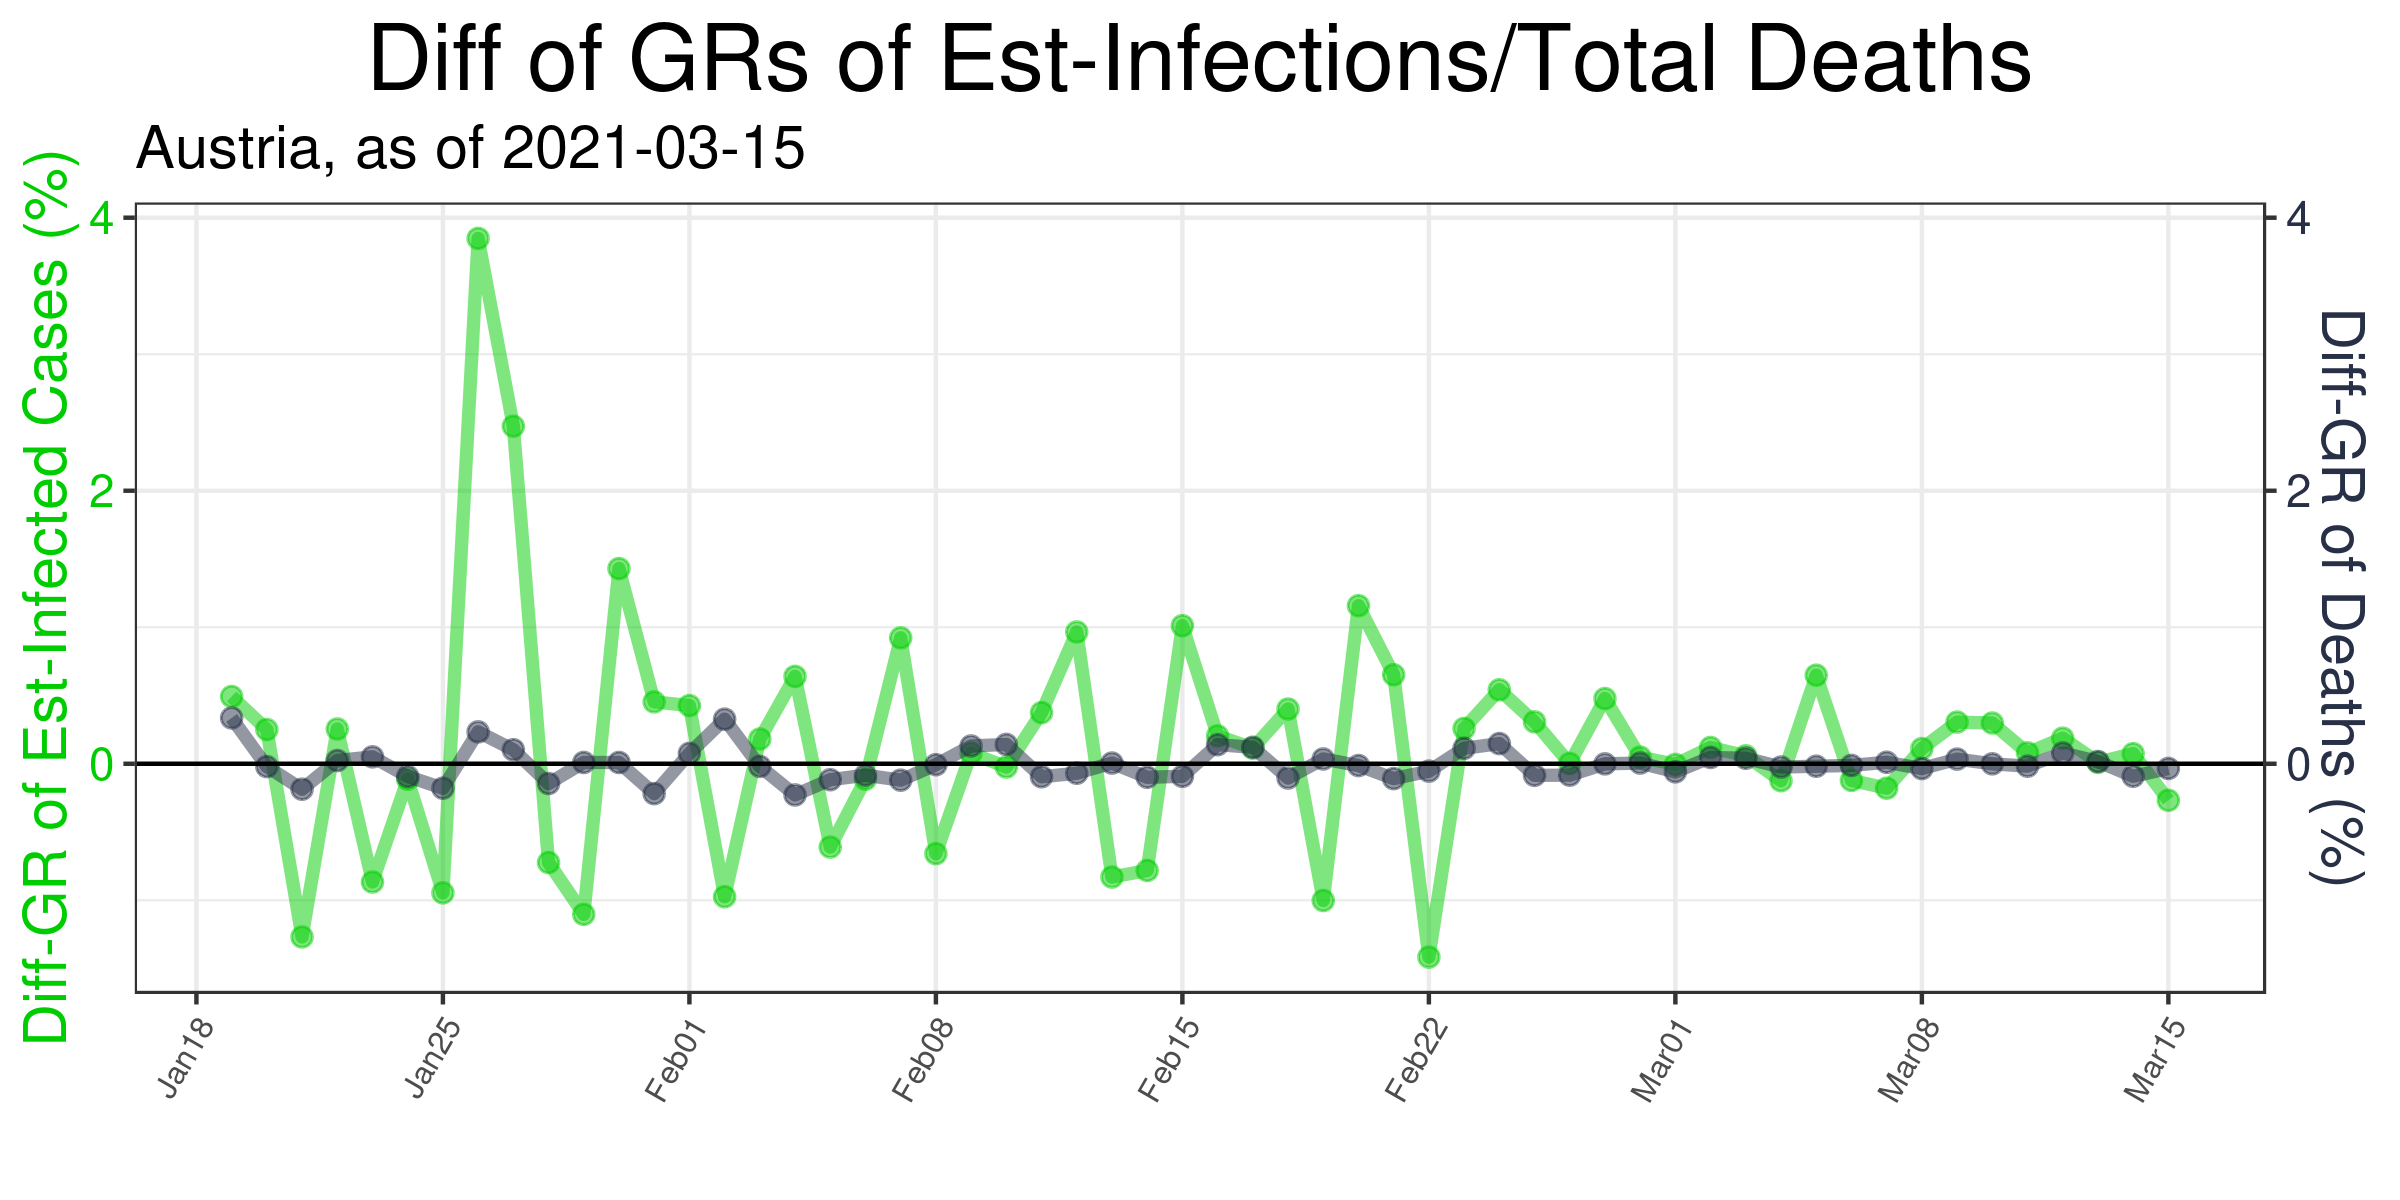 Diff of GRs of Est-Infections/Total Deaths
Austria, as of 2021-03-15
Diff-GR of Est-Infected Cases (%)
4
2
0
4
2
0
Diff-GR of Deaths (%)
Jan18
Jan25
Feb01
Feb08
Feb15
Feb22
Mar01
Mar08
Mar15